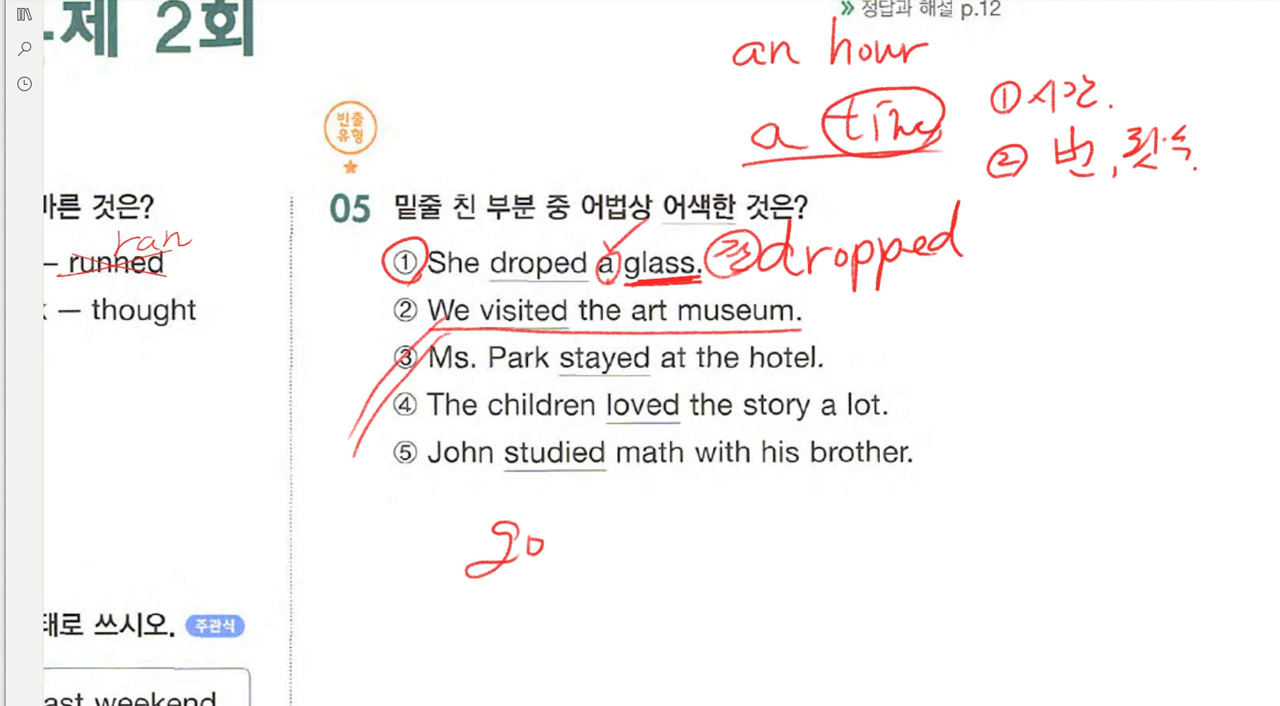 제 2회
정답과 해설 p.12
an hour
a time
① 시간.
② 번, 횟수.
빈출
유형
바른 것은?
ran
— runned
— thought
05 밑줄 친 부분 중 어법상 어색한 것은?
① She droped a glass. 잔 dropped
② We visited the art museum.
③ Ms. Park stayed at the hotel.
④ The children loved the story a lot.
⑤ John studied math with his brother.
go
태로 쓰시오. 주관식
ast weekend